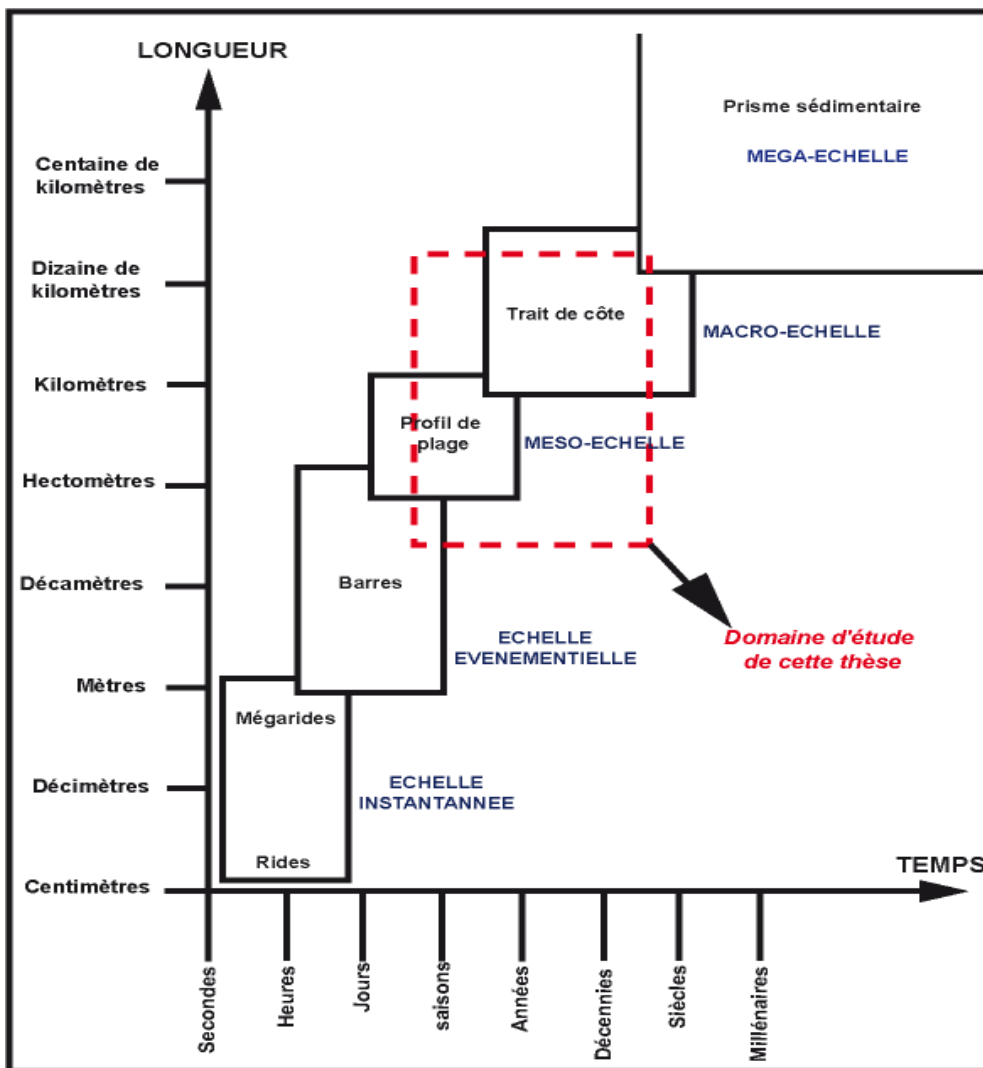 LONGUEUR
Prisme sédimentaire
MEGA-ECHELLE
Centaine de
kilomètres
Dizaine de
kilomètres
Trait de côte
MACRO-ECHELLE
Kilomètres
Profil de
plage
MESO-ECHELLE
Hectomètres
Décamètres
Barres
ECHELLE
EVENEMENTIELLE
Domaine d'étude
de cette thèse
Mètres
Mégarides
Décimètres
ECHELLE
INSTANTANNEE
Rides
Centimètres
TEMPS
Secondes
Heures
Jours
saisons
Années
Décennies
Siècles
Millénaires